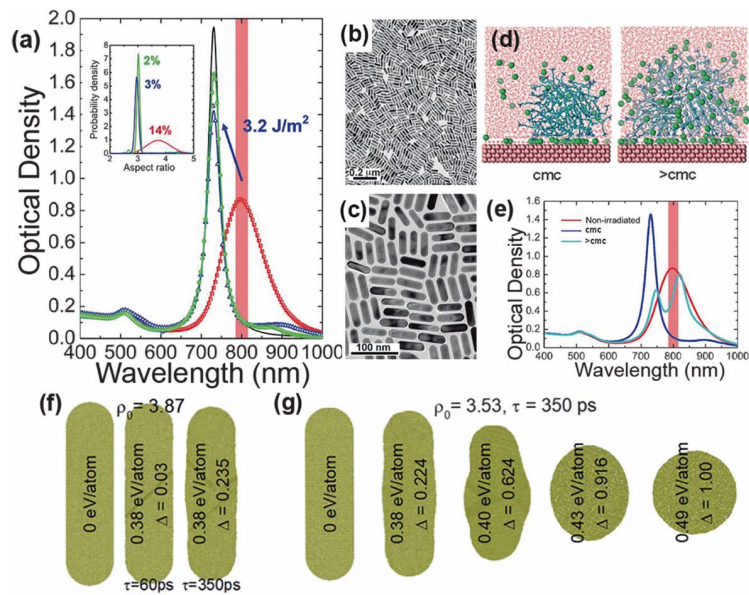 (a)
2.0
1.8
1.6
1.4
1.2
1.0
0.8
0.6
0.4
0.2
0.0
Optical Density
400 500 600 700 800 900 1000
Wavelength (nm)
3.2 J/m²
Probability density
8
6
4
2
0
2 3 4 5
Aspect ratio
2%
3%
14%
(b)
0.2 μm
(c)
100 nm
(d)
cmc
>cmc
(e)
1.6
1.4
1.2
1.0
0.8
0.6
0.4
0.2
0.0
Optical Density
Non-irradiated
cmc
>cmc
400 500 600 700 800 900 1000
Wavelength (nm)
(f)
ρ₀= 3.87
0 eV/atom
0.38 eV/atom
Δ = 0.03
0.38 eV/atom
Δ = 0.235
τ=60ps τ=350ps
(g)
ρ₀= 3.53, τ = 350 ps
0 eV/atom
0.38 eV/atom
Δ = 0.224
0.40 eV/atom
Δ = 0.624
0.43 eV/atom
Δ = 0.916
0.49 eV/atom
Δ = 1.00